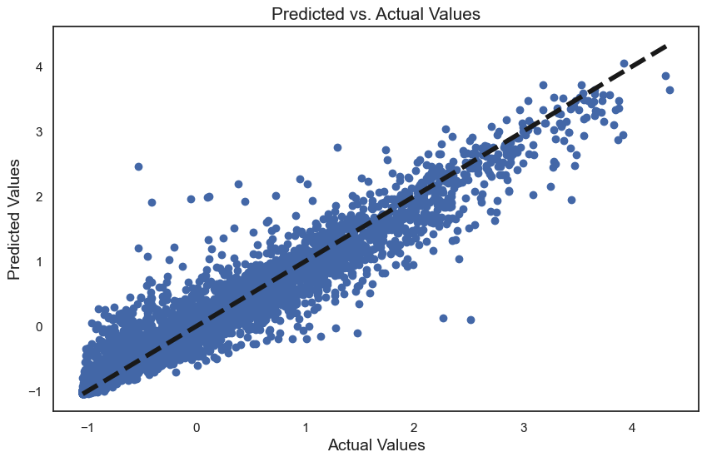 Predicted vs. Actual Values
Predicted Values
4
3
2
1
0
−1
−1 0 1 2 3 4
Actual Values